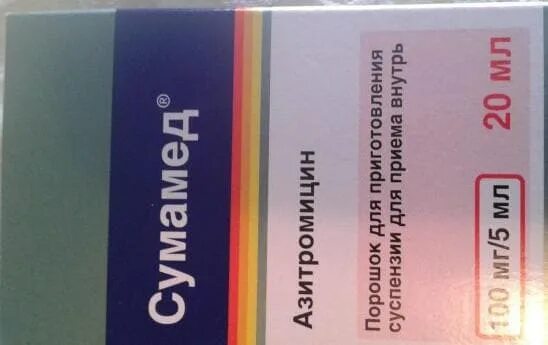 Сумамед®
Азитромицин
Порошок для приготовления
суспензии для приема внутрь
100 мг/5 мл
20 мл